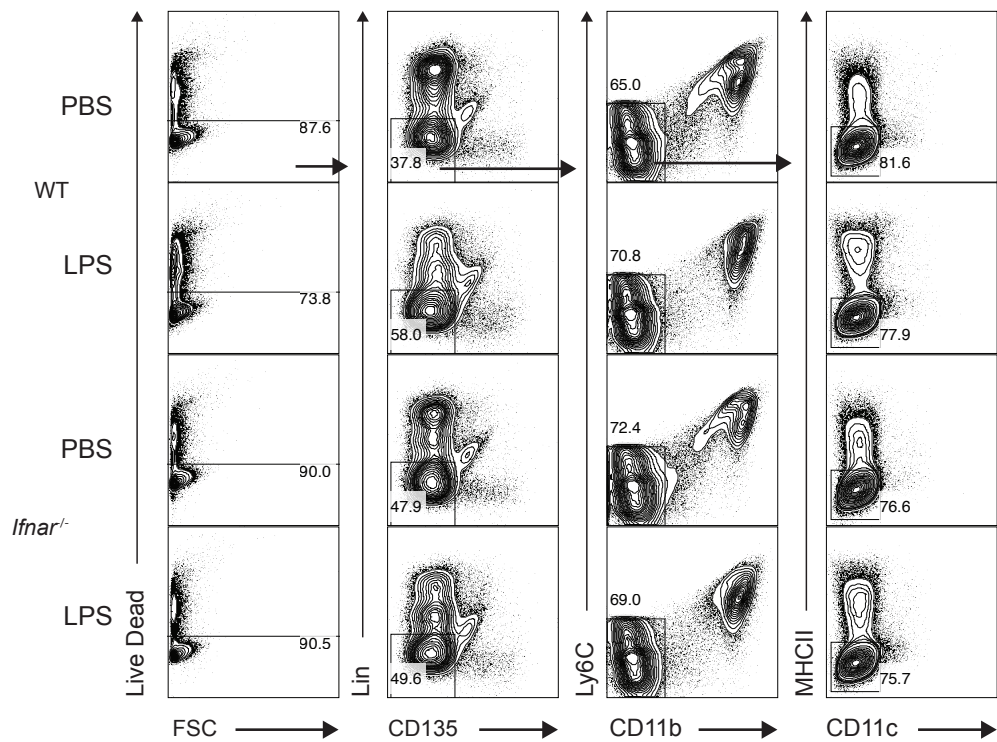 PBS
WT
LPS
PBS
Ifnar-/-
LPS
Live Dead
Lin
Ly6C
MHCII
87.6
37.8
65.0
81.6
73.8
58.0
70.8
77.9
90.0
47.9
72.4
76.6
90.5
49.6
69.0
75.7
FSC
CD135
CD11b
CD11c